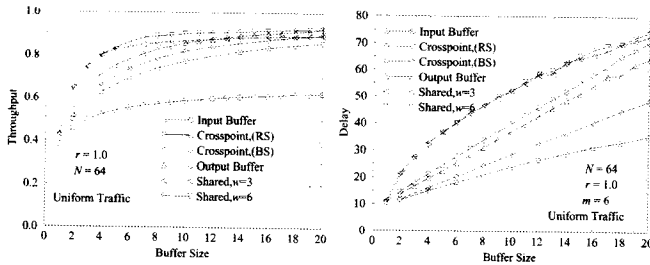 1.0
0.8
0.6
0.4
0.2
0.0
Throughput
r = 1.0
N = 64
Uniform Traffic
Input Buffer
Crosspoint,(RS)
Crosspoint,(BS)
Output Buffer
Shared,w=3
Shared,w=6
0 2 4 6 8 10 12 14 16 18 20
Buffer Size
80
70
60
50
40
30
20
10
0
Delay
Input Buffer
Crosspoint,(RS)
Crosspoint,(BS)
Output Buffer
Shared,w=3
Shared,w=6
N = 64
r = 1.0
m = 6
Uniform Traffic
0 2 4 6 8 10 12 14 16 18 20
Buffer Size